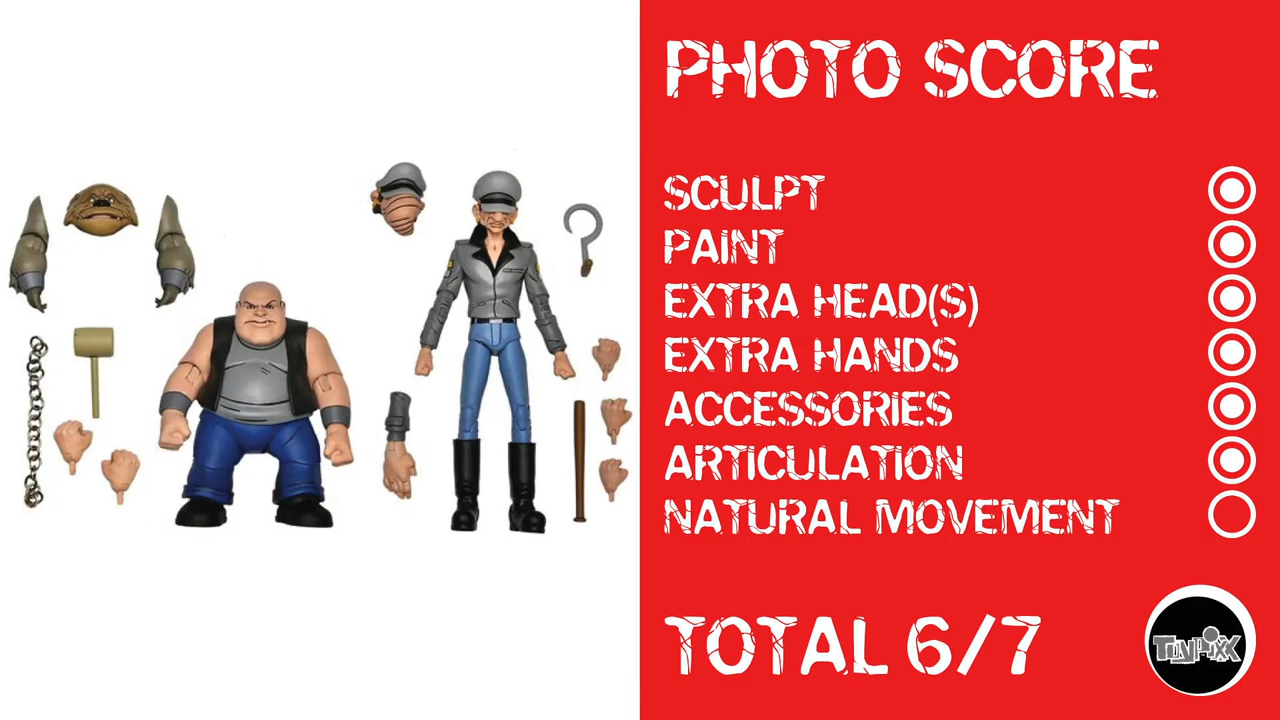 PHOTO SCORE
SCULPT
PAINT
EXTRA HEAD(S)
EXTRA HANDS
ACCESSORIES
ARTICULATION
NATURAL MOVEMENT
TOTAL 6/7